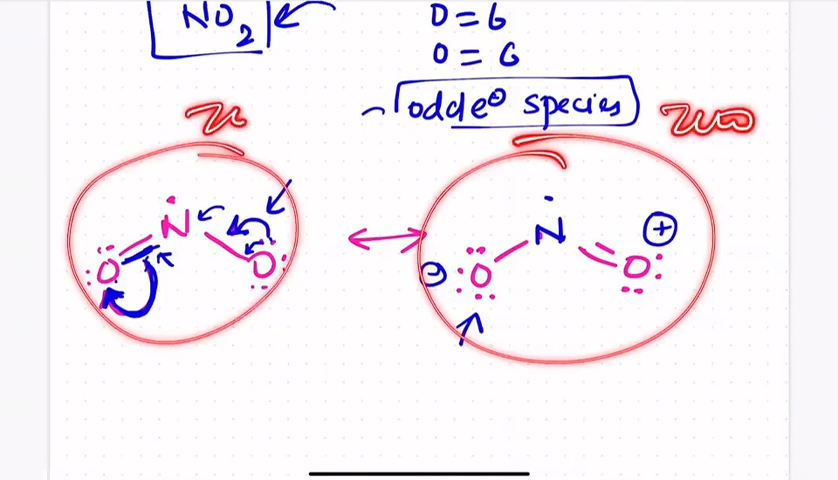 NO2
O = 6
O = 6
odd e⊖ species
N
O
O
N
⊕
⊖
O
O